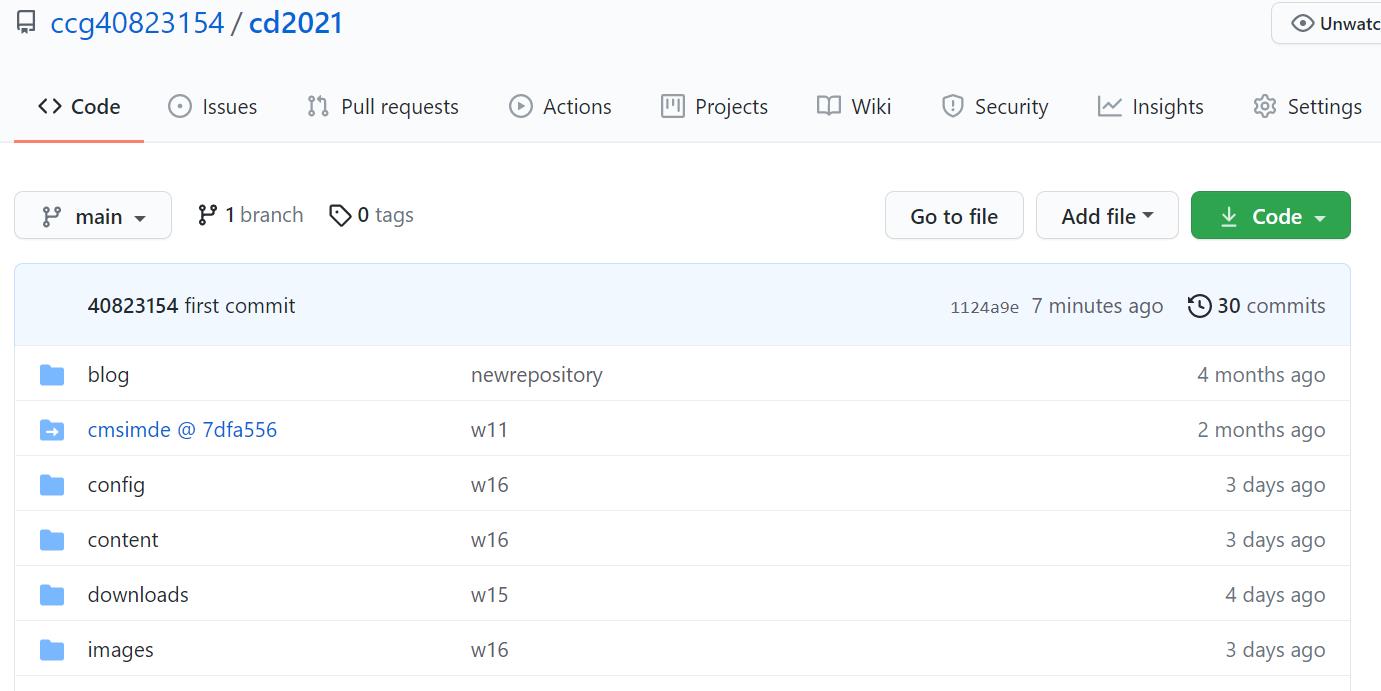 ccg40823154 / cd2021
Unwatc
Code Issues Pull requests Actions Projects Wiki Security Insights Settings
main 1 branch 0 tags Go to file Add file Code
40823154 first commit 1124a9e 7 minutes ago 30 commits
blog newrepository 4 months ago
cmsimde @ 7dfa556 w11 2 months ago
config w16 3 days ago
content w16 3 days ago
downloads w15 4 days ago
images w16 3 days ago